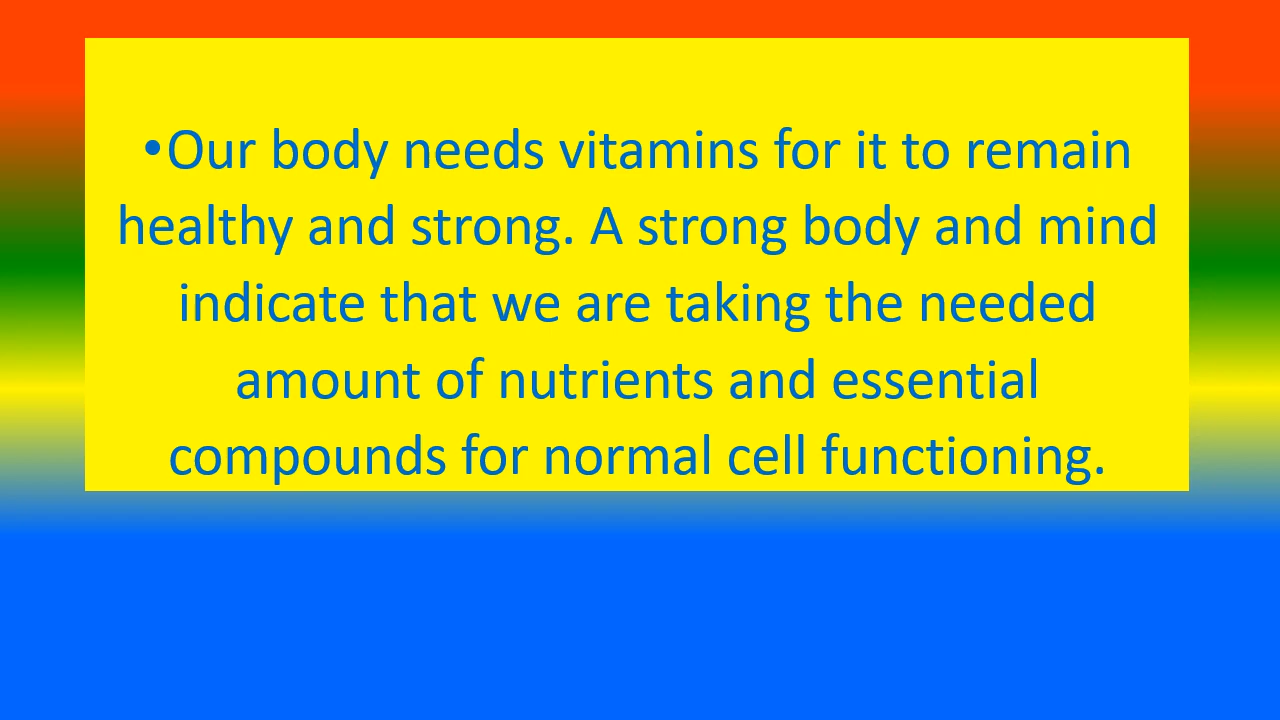 •Our body needs vitamins for it to remain
healthy and strong. A strong body and mind
indicate that we are taking the needed
amount of nutrients and essential
compounds for normal cell functioning.